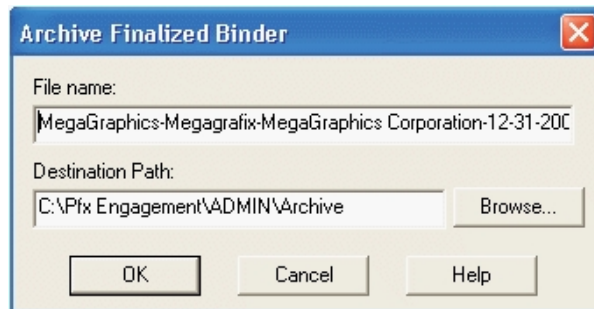 Archive Finalized Binder
File name:
MegaGraphics-Megagrafix-MegaGraphics Corporation-12-31-200
Destination Path:
C:\Pfx Engagement\ADMIN\Archive
Browse...
OK Cancel Help